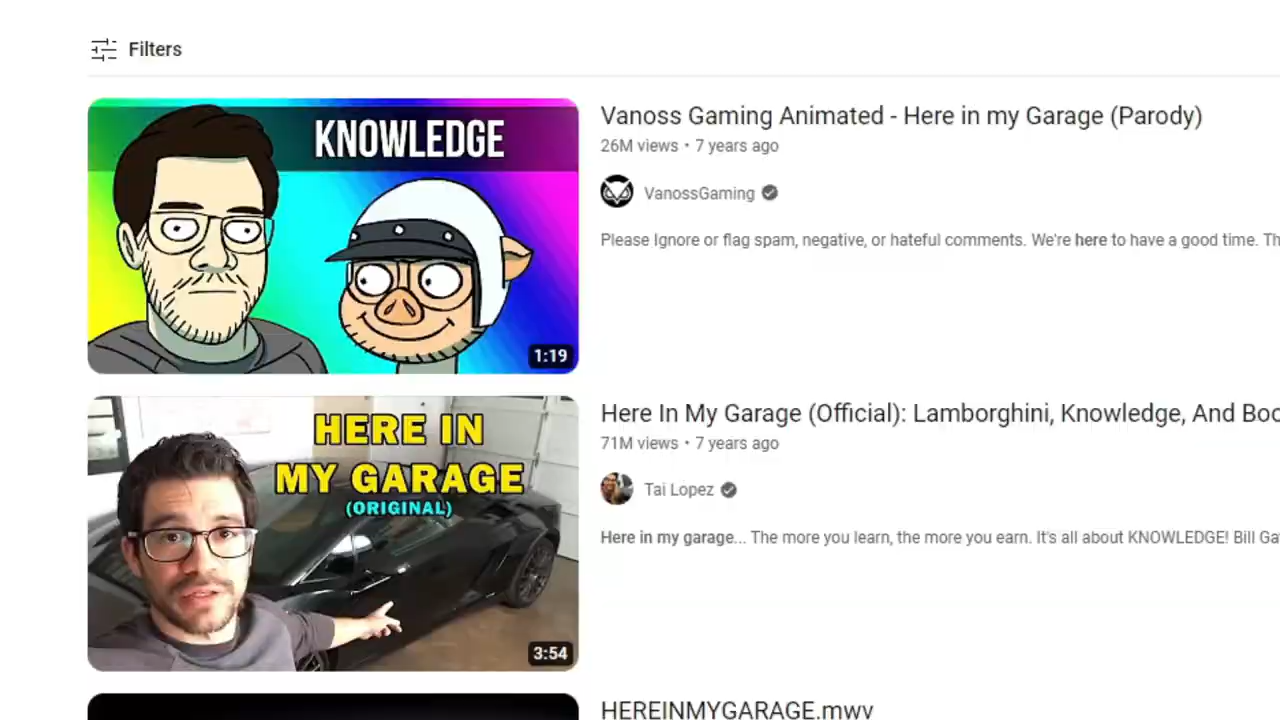 Filters
KNOWLEDGE
1:19
Vanoss Gaming Animated - Here in my Garage (Parody)
26M views • 7 years ago
VanossGaming
Please Ignore or flag spam, negative, or hateful comments. We're here to have a good time. Th
HERE IN
MY GARAGE
(ORIGINAL)
3:54
Here In My Garage (Official): Lamborghini, Knowledge, And Boo
71M views • 7 years ago
Tai Lopez
Here in my garage... The more you learn, the more you earn. It's all about KNOWLEDGE! Bill Ga
HEREINMYGARAGE.mwv